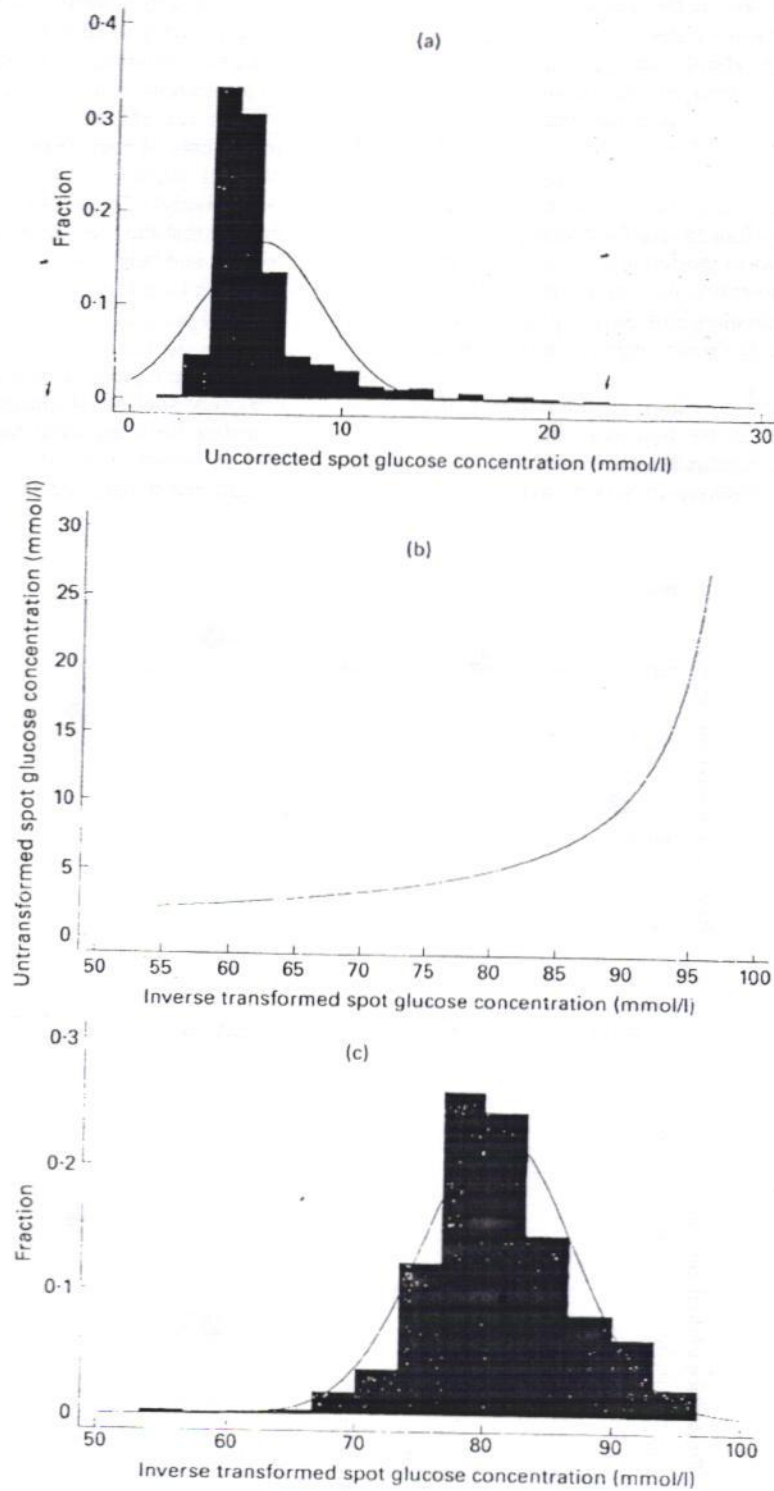 (a)
0·4
0·3
0·2
0·1
0
Fraction
0 10 20 30
Uncorrected spot glucose concentration (mmol/l)
(b)
30
25
20
15
10
5
0
Untransformed spot glucose concentration (mmol/l)
50 55 60 65 70 75 80 85 90 95 100
Inverse transformed spot glucose concentration (mmol/l)
(c)
0·3
0·2
0·1
0
Fraction
50 60 70 80 90 100
Inverse transformed spot glucose concentration (mmol/l)